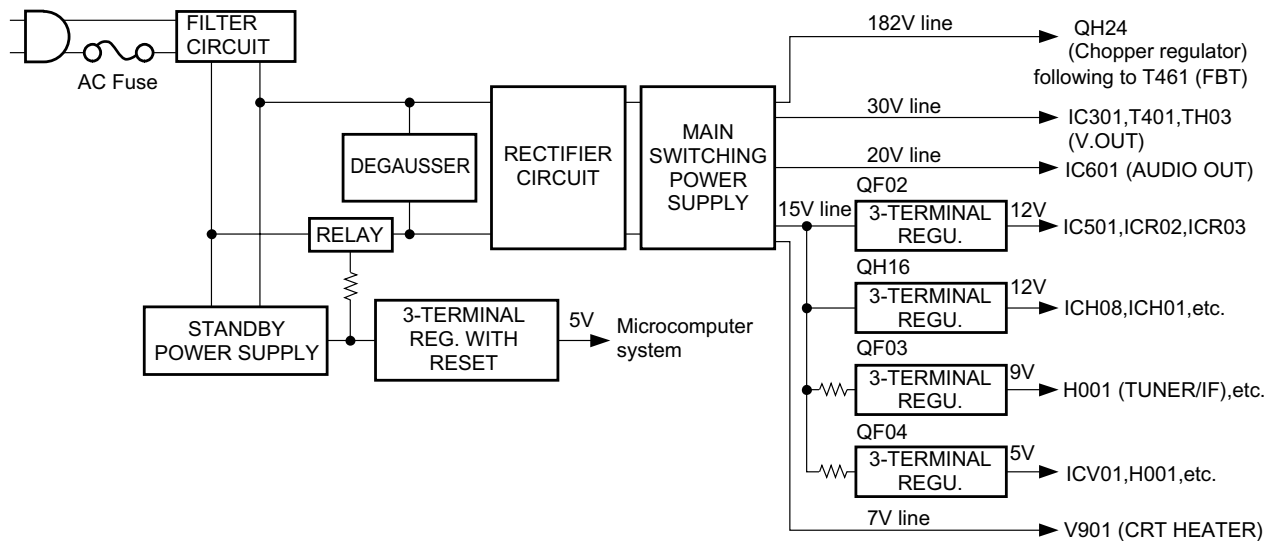 FILTER
CIRCUIT
AC Fuse
DEGAUSSER
RELAY
STANDBY
POWER SUPPLY
3-TERMINAL
REG. WITH
RESET
5V
Microcomputer
system
RECTIFIER
CIRCUIT
MAIN
SWITCHING
POWER
SUPPLY
182V line
QH24
(Chopper regulator)
following to T461 (FBT)
30V line
IC301,T401,TH03
(V.OUT)
20V line
IC601 (AUDIO OUT)
15V line
QF02
3-TERMINAL
REGU.
12V
IC501,ICR02,ICR03
QH16
3-TERMINAL
REGU.
12V
ICH08,ICH01,etc.
QF03
3-TERMINAL
REGU.
9V
H001 (TUNER/IF),etc.
QF04
3-TERMINAL
REGU.
5V
ICV01,H001,etc.
7V line
V901 (CRT HEATER)